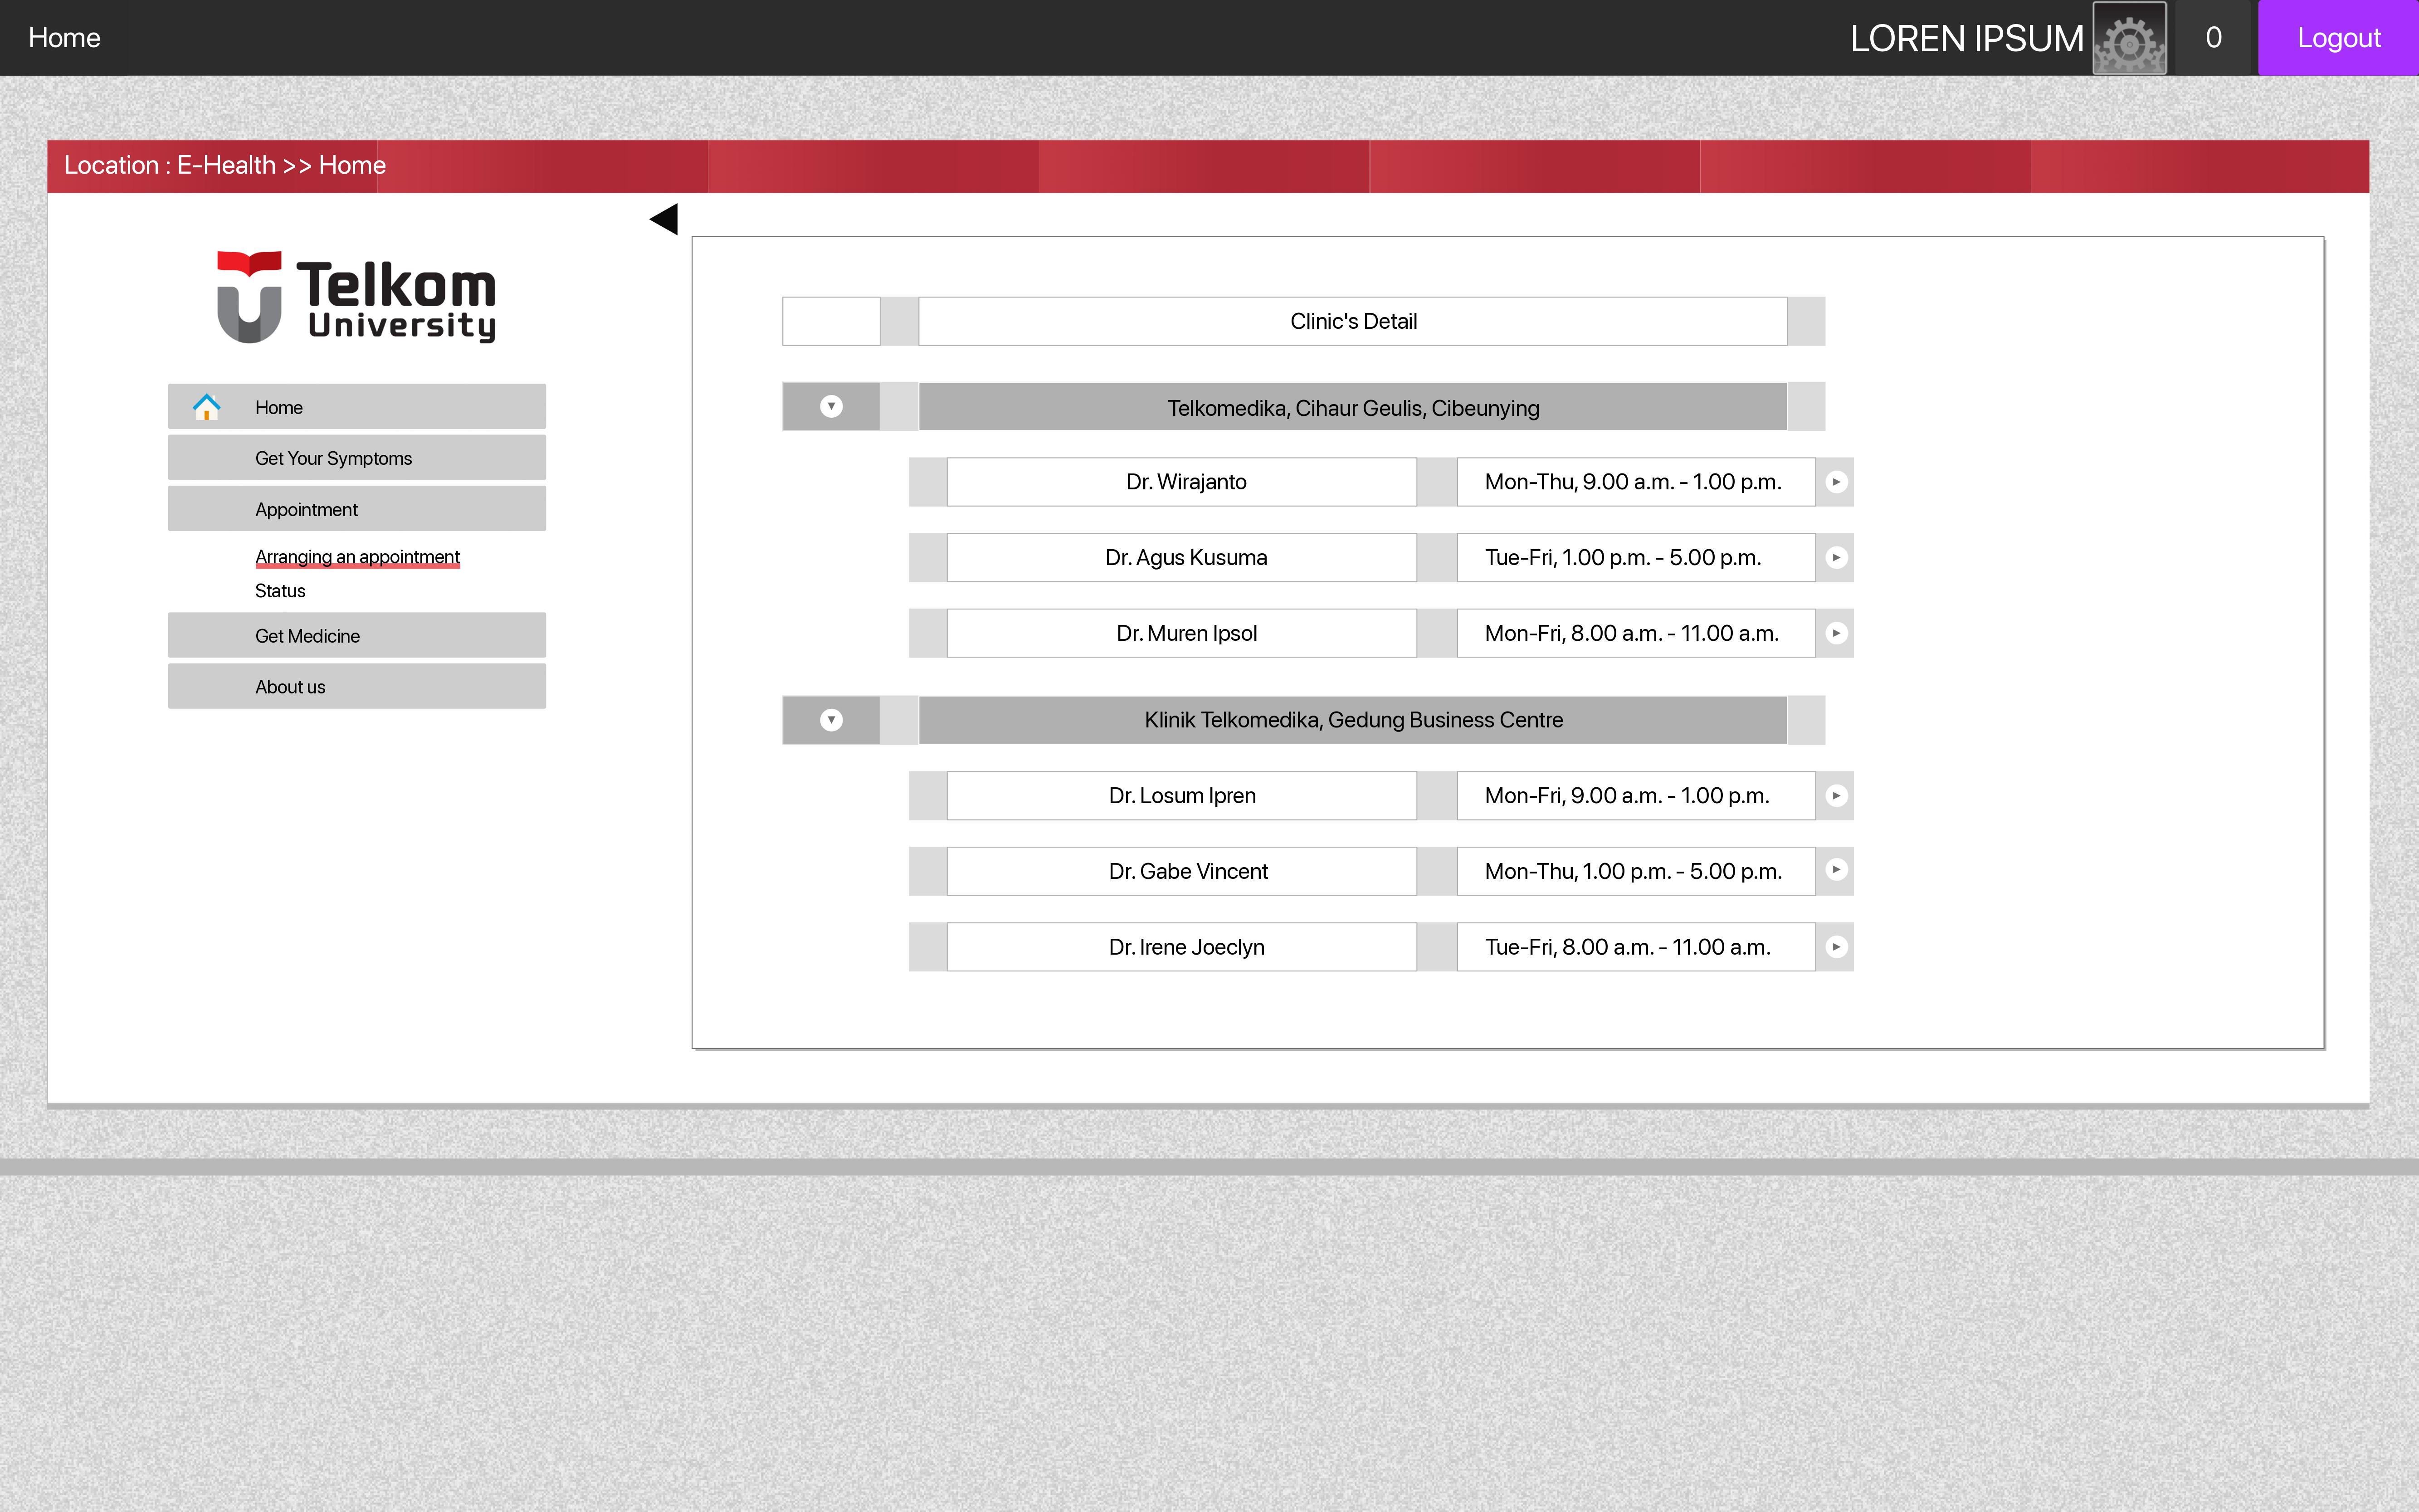 Home
LOREN IPSUM
0
Logout
Location : E-Health >> Home
Telkom
University
Home
Get Your Symptoms
Appointment
Arranging an appointment
Status
Get Medicine
About us
Clinic's Detail
Telkomedika, Cihaur Geulis, Cibeunying
Dr. Wirajanto Mon-Thu, 9.00 a.m. - 1.00 p.m.
Dr. Agus Kusuma Tue-Fri, 1.00 p.m. - 5.00 p.m.
Dr. Muren Ipsol Mon-Fri, 8.00 a.m. - 11.00 a.m.
Klinik Telkomedika, Gedung Business Centre
Dr. Losum Ipren Mon-Fri, 9.00 a.m. - 1.00 p.m.
Dr. Gabe Vincent Mon-Thu, 1.00 p.m. - 5.00 p.m.
Dr. Irene Joeclyn Tue-Fri, 8.00 a.m. - 11.00 a.m.